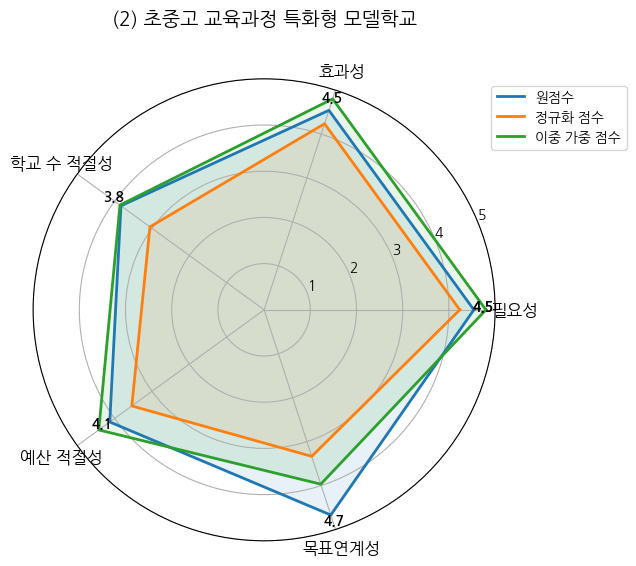 (2) 초중고 교육과정 특화형 모델학교
효과성
4.5
원점수
정규화 점수
이중 가중 점수
학교 수 적절성
3.8
5
4
3
2
1
4.5
필요성
4.1
예산 적절성
4.7
목표연계성